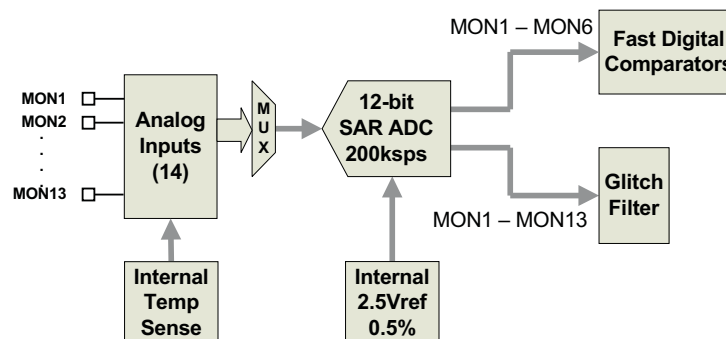 MON1 – MON6
Fast Digital
Comparators
MON1
MON2
.
.
.
MON13
Analog
Inputs
(14)
M
U
X
12-bit
SAR ADC
200ksps
Glitch
Filter
MON1 – MON13
Internal
Temp
Sense
Internal
2.5Vref
0.5%